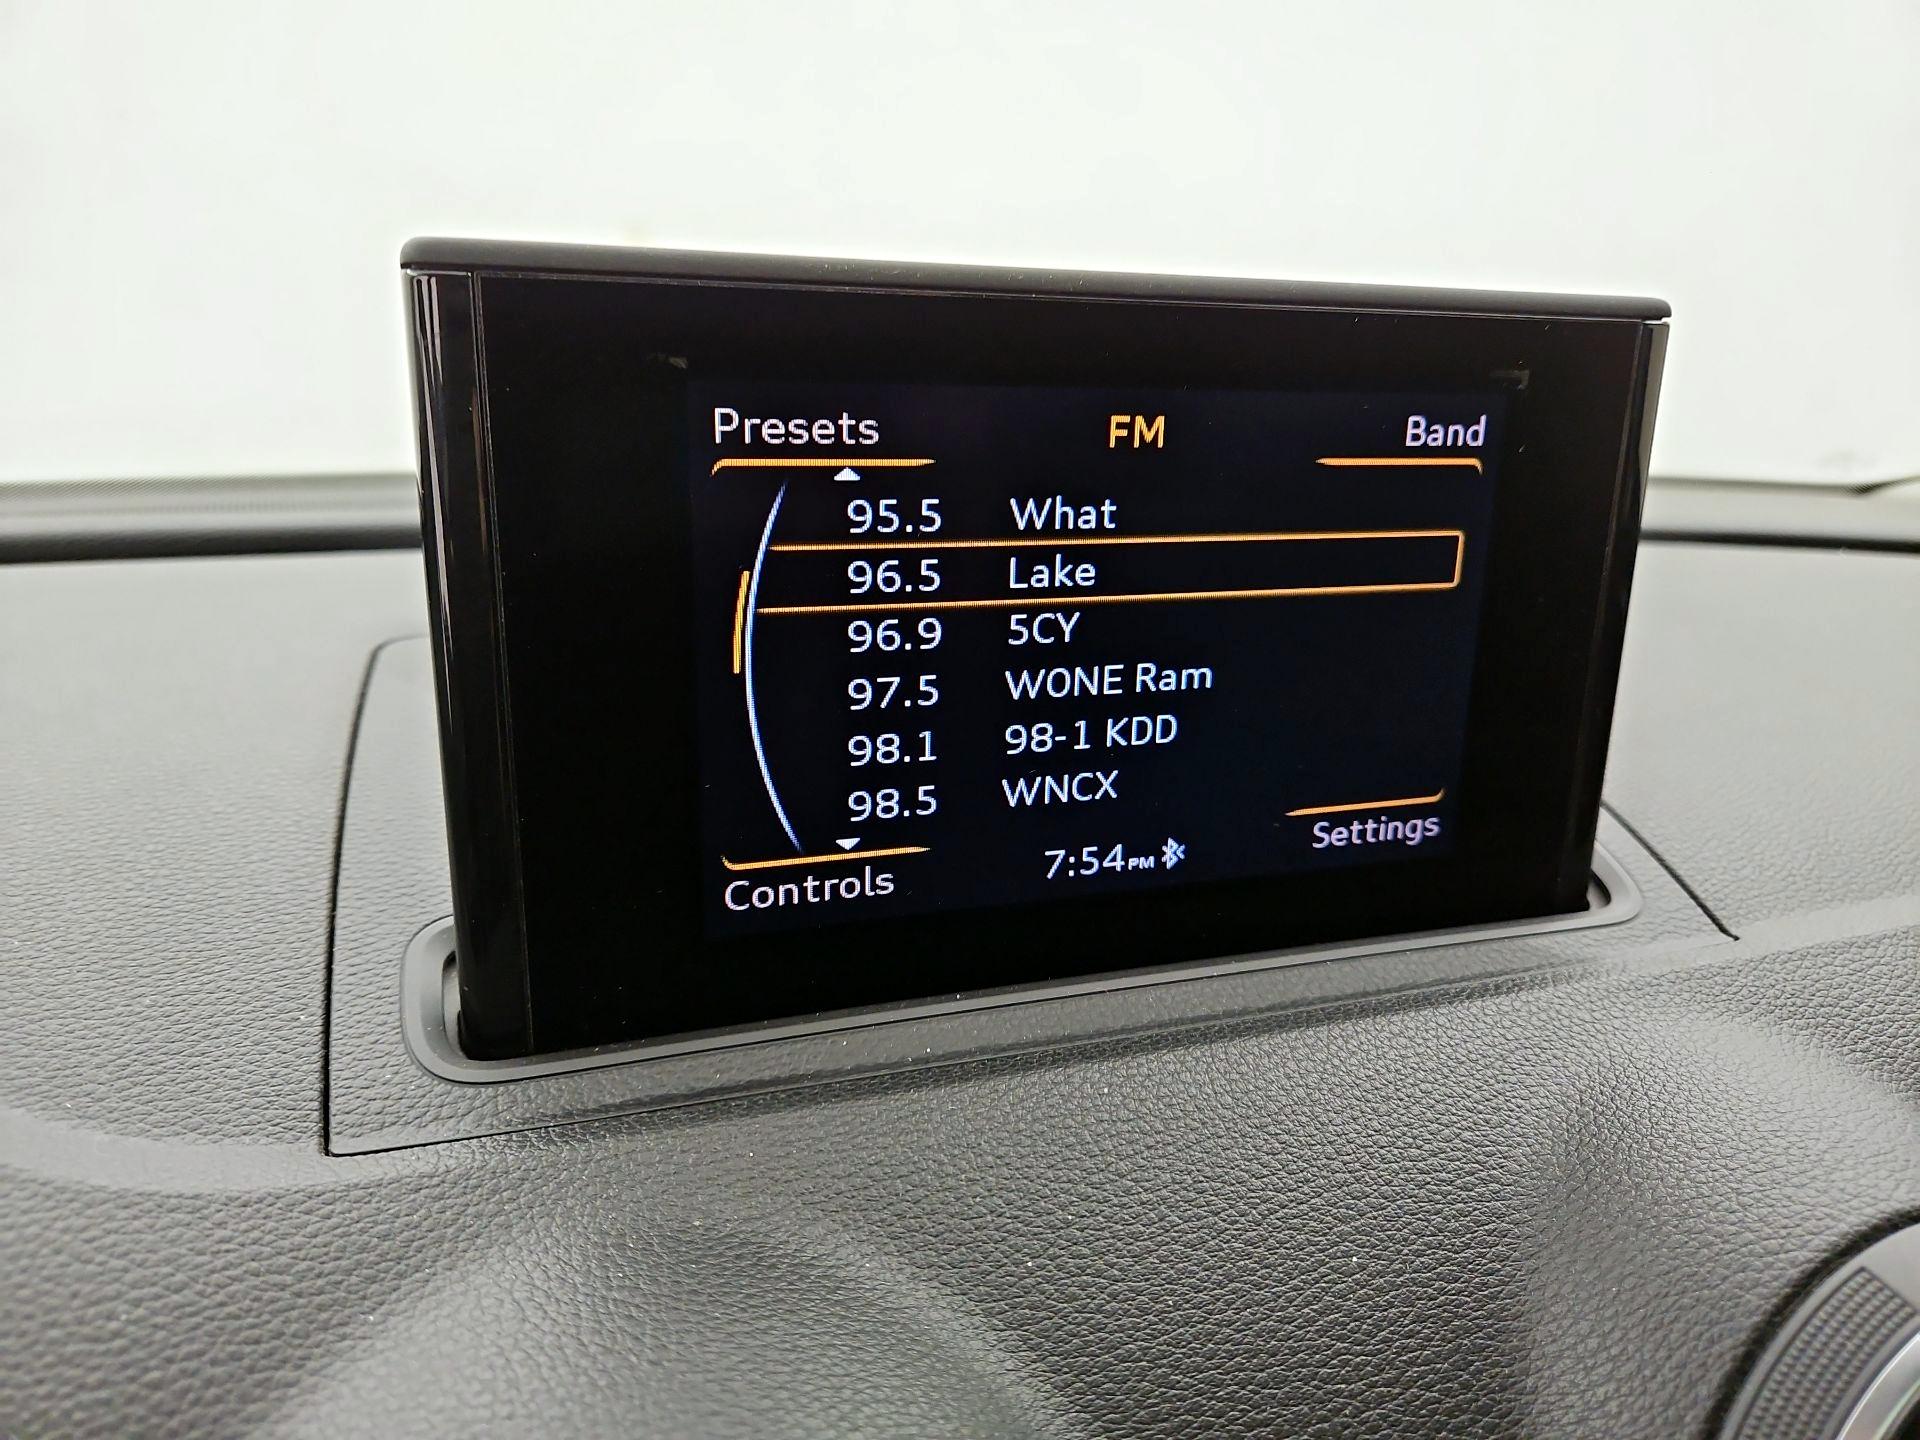 Presets FM Band
95.5 What
96.5 Lake
96.9 5CY
97.5 WONE Ram
98.1 98-1 KDD
98.5 WNCX
Settings
7:54PM
Controls